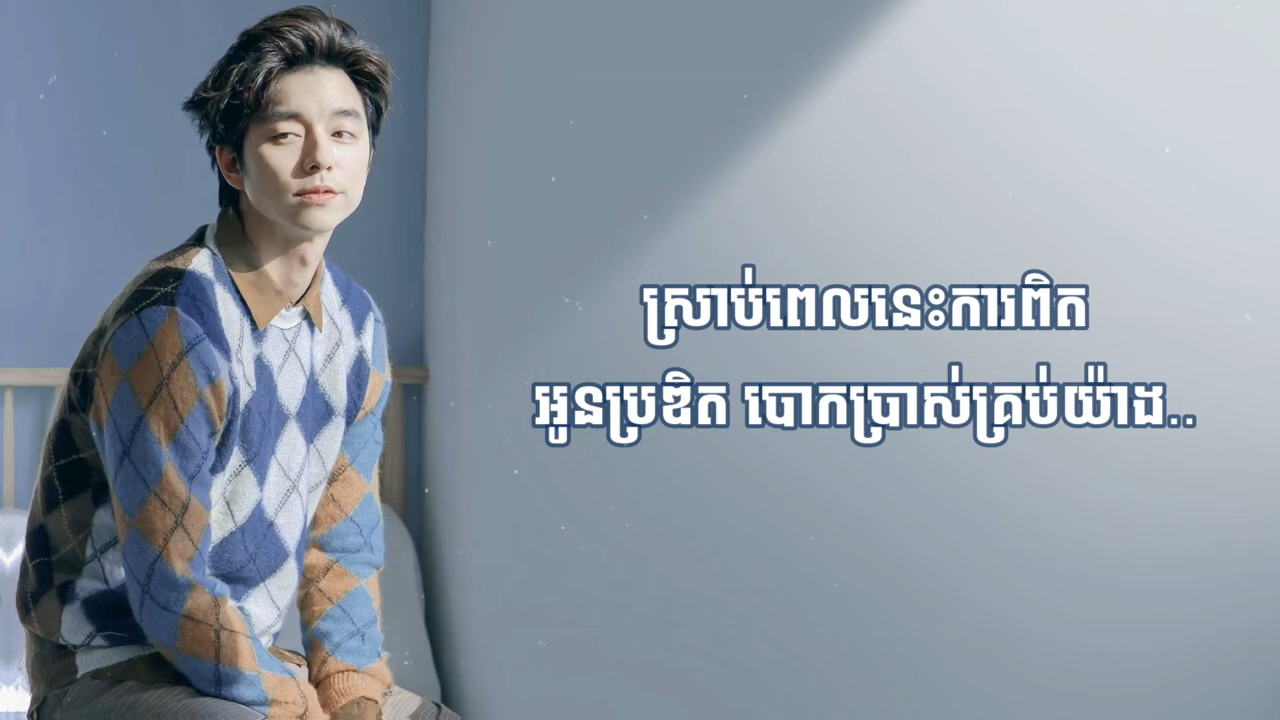 ស្រាប់ពេលនេះការពិត
អូនប្រឌិត បោកប្រាស់គ្រប់យ៉ាង..